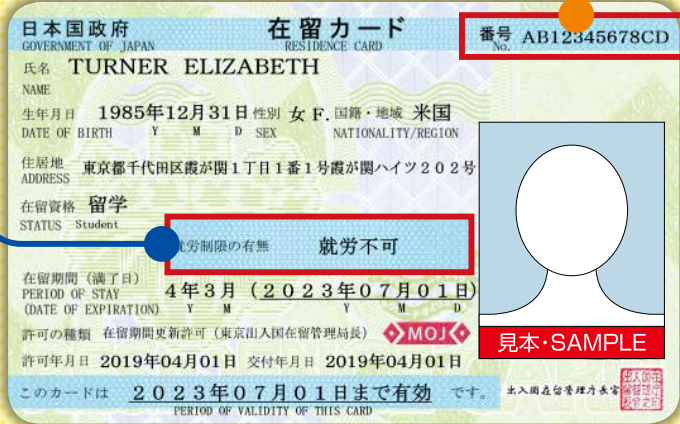 日本国政府 在留カード 番号 AB12345678CD
GOVERNMENT OF JAPAN RESIDENCE CARD No.
氏名 TURNER ELIZABETH
NAME
生年月日 1985年12月31日 性別 女 F. 国籍・地域 米国
DATE OF BIRTH Y M D SEX NATIONALITY/REGION
住居地 東京都千代田区霞が関1丁目1番1号霞が関ハイツ202号
ADDRESS
在留資格 留学
STATUS Student
就労制限の有無 就労不可
在留期間(満了日) 4年3月(2023年07月01日)
PERIOD OF STAY
(DATE OF EXPIRATION) Y M Y M D
許可の種類 在留期間更新許可(東京出入国在留管理局長) MOJ
見本・SAMPLE
許可年月日 2019年04月01日 交付年月日 2019年04月01日
このカードは 2023年07月01日まで有効 です。 出入国在留管理庁長官
PERIOD OF VALIDITY OF THIS CARD